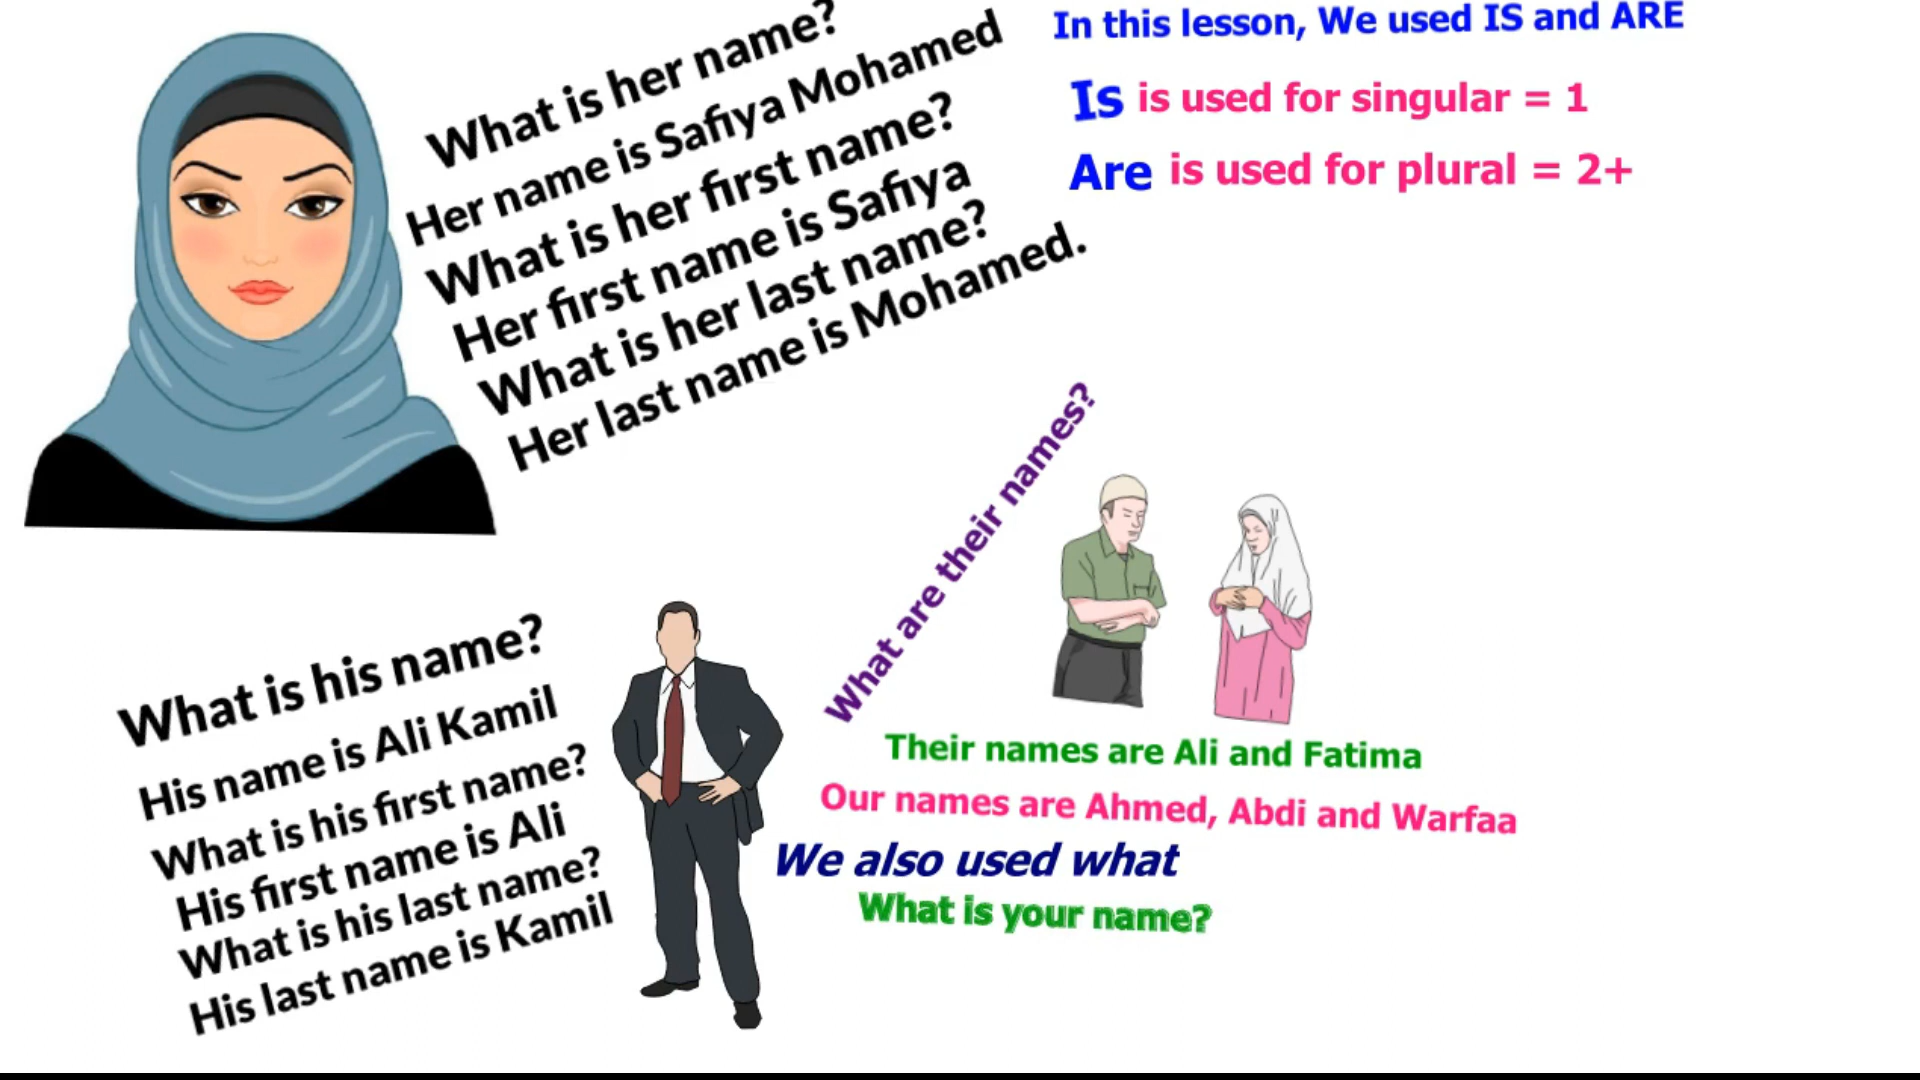 What is her name?
Her name is Safiya Mohamed
What is her first name?
Her first name is Safiya
What is her last name?
Her last name is Mohamed.
In this lesson, We used IS and ARE
Is is used for singular = 1
Are is used for plural = 2+
What is his name?
His name is Ali Kamil
What is his first name?
His first name is Ali
What is his last name?
His last name is Kamil
What are their names?
Their names are Ali and Fatima
Our names are Ahmed, Abdi and Warfaa
We also used what
What is your name?